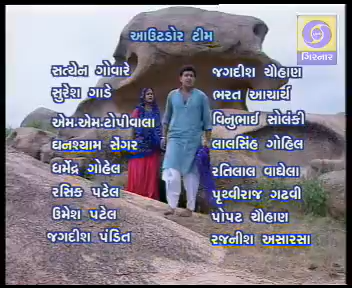 આઉટડોર ટીમ
ગિરનાર
સત્યેન ગોવારે
જગદીશ ચૌહાણ
સુરેશ ગાડે
ભરત આચાર્ય
એમ.એમ.ટોપીવાલા
વિનુભાઈ સોલંકી
ઘનશ્યામ સેંગર
લાલસિંહ ગોહિલ
ધર્મેન્દ્ર ગોહેલ
રતિલાલ વાઘેલા
રસિક પટેલ
પૃથ્વીરાજ ગઢવી
ઉમેશ પટેલ
પોપટ ચૌહાણ
જગદીશ પંડિત
રજનીશ અસારસા